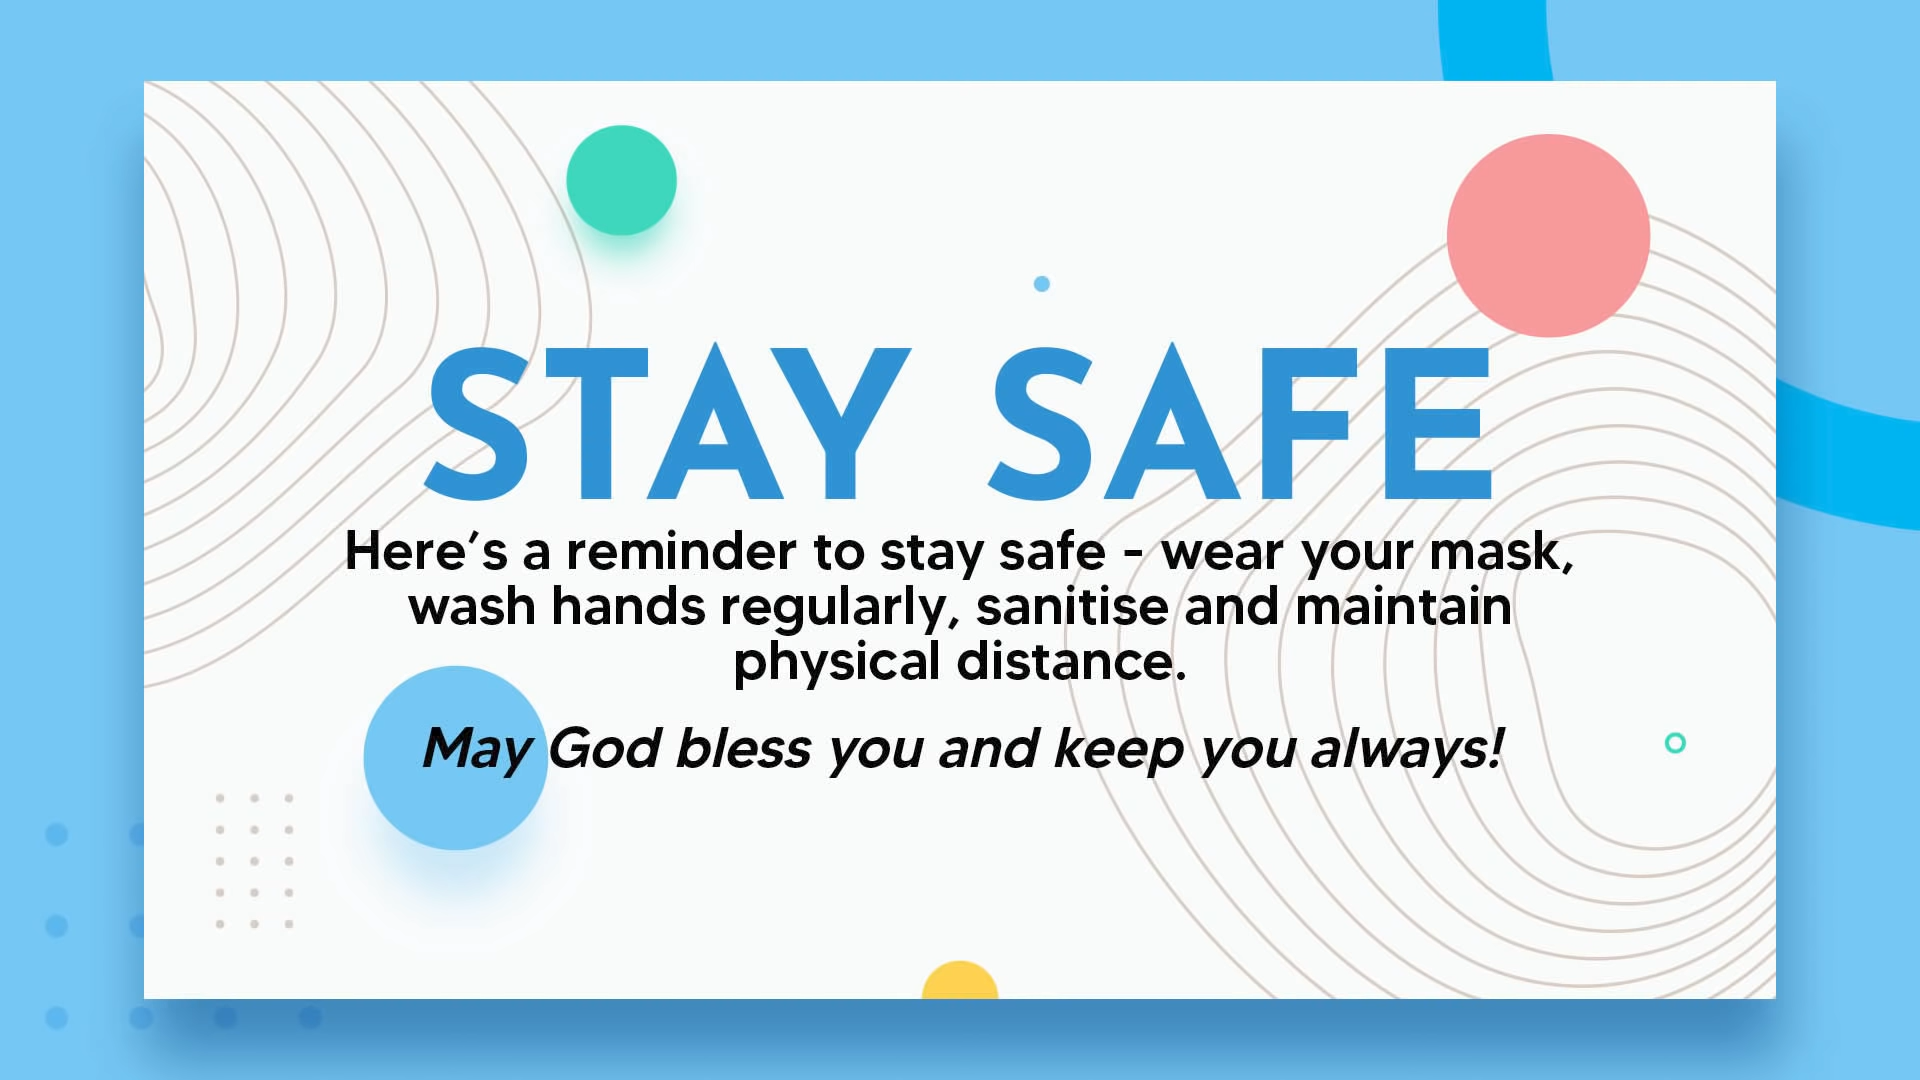 STAY SAFE
Here's a reminder to stay safe - wear your mask,
wash hands regularly, sanitise and maintain
physical distance.
May God bless you and keep you always!